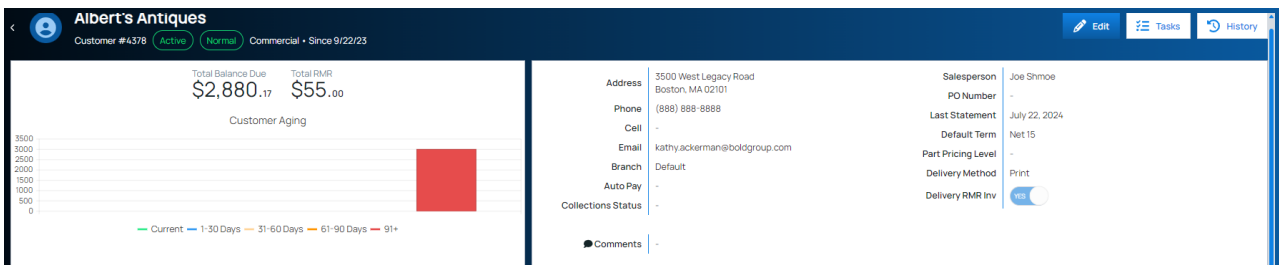 Albert's Antiques
Customer #4378 Active Normal Commercial • Since 9/22/23
Edit Tasks History
Total Balance Due Total RMR
$2,880.17 $55.00
Customer Aging
3500
3000
2500
2000
1500
1000
500
0
Current 1-30 Days 31-60 Days 61-90 Days 91+
Address 3500 West Legacy Road
Boston, MA 02101
Phone (888) 888-8888
Cell -
Email kathy.ackerman@boldgroup.com
Branch Default
Auto Pay -
Collections Status -
Comments -
Salesperson Joe Shmoe
PO Number -
Last Statement July 22, 2024
Default Term Net 15
Part Pricing Level -
Delivery Method Print
Delivery RMR Inv YES